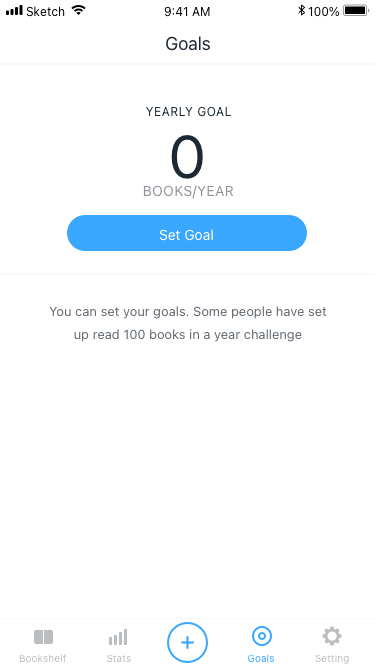 Sketch 9:41 AM 100%
Goals
YEARLY GOAL
0
BOOKS/YEAR
Set Goal
You can set your goals. Some people have set
up read 100 books in a year challenge
Bookshelf Stats Goals Setting